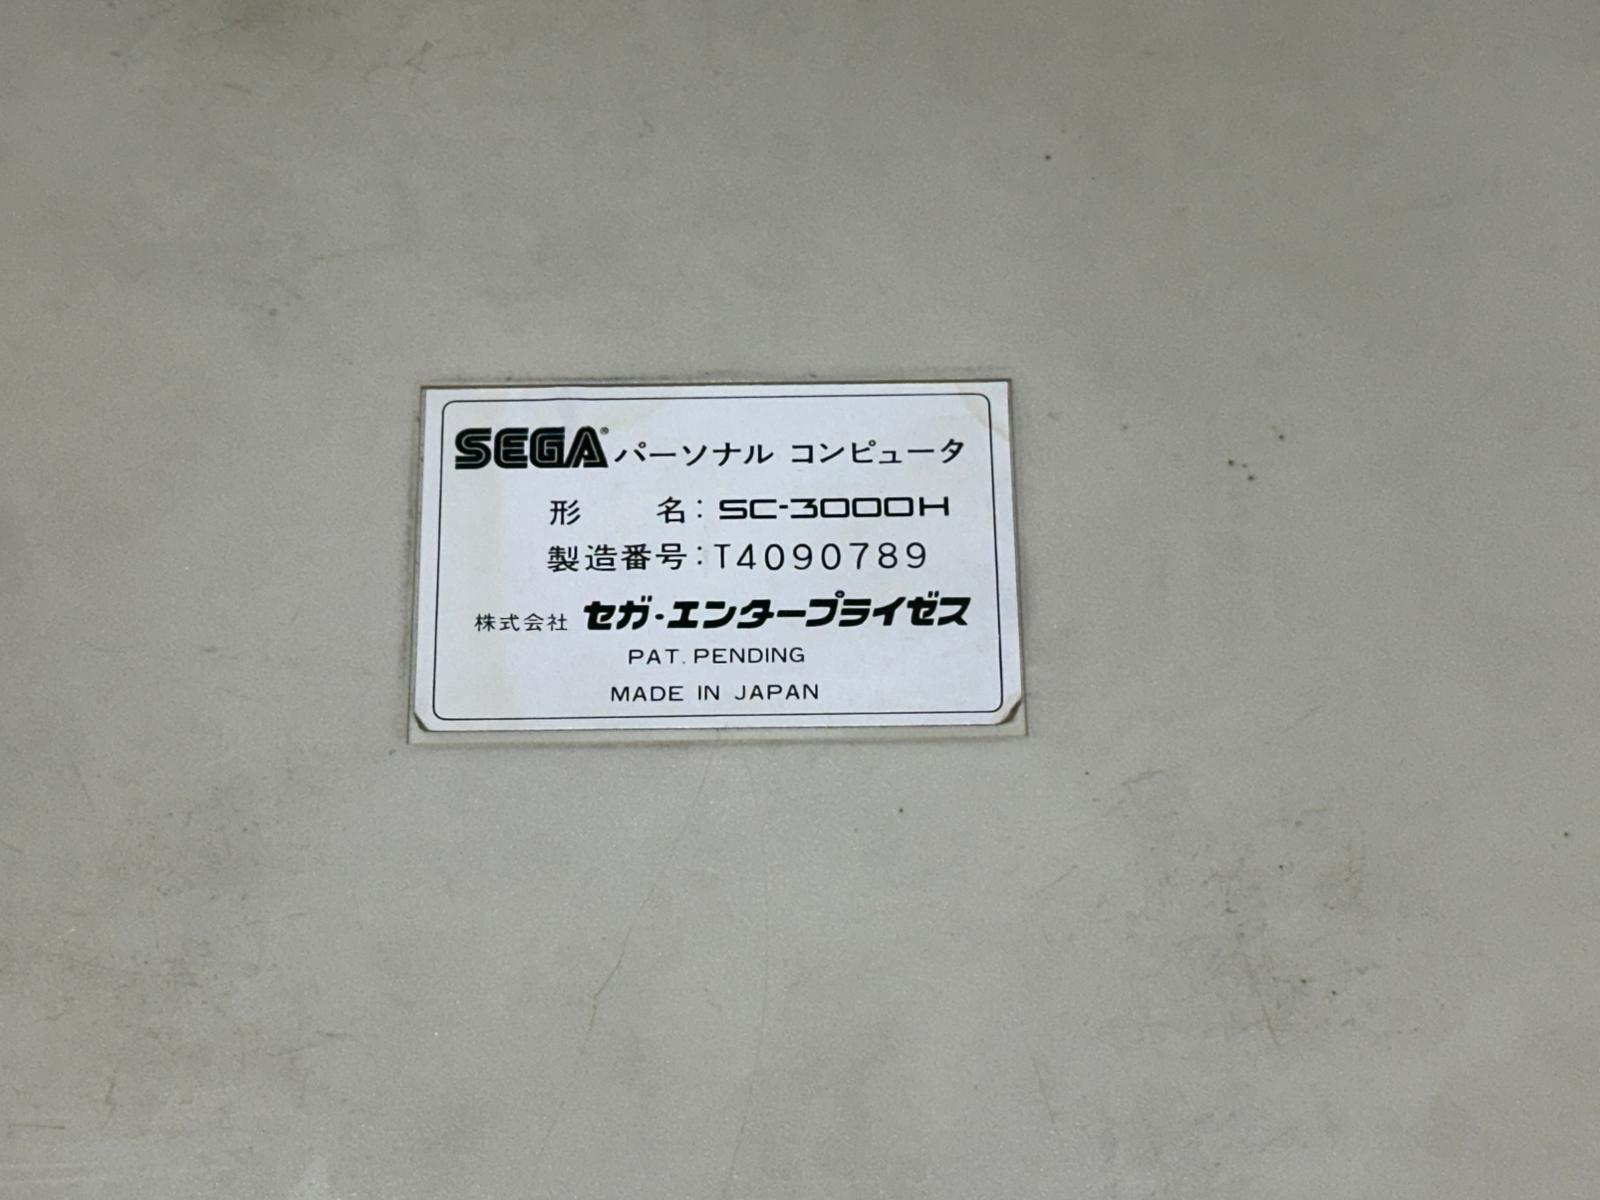 SEGA® パーソナル コンピュータ
形 名: SC-3000H
製造番号: T4090789
株式会社 セガ・エンタープライゼス
PAT. PENDING
MADE IN JAPAN